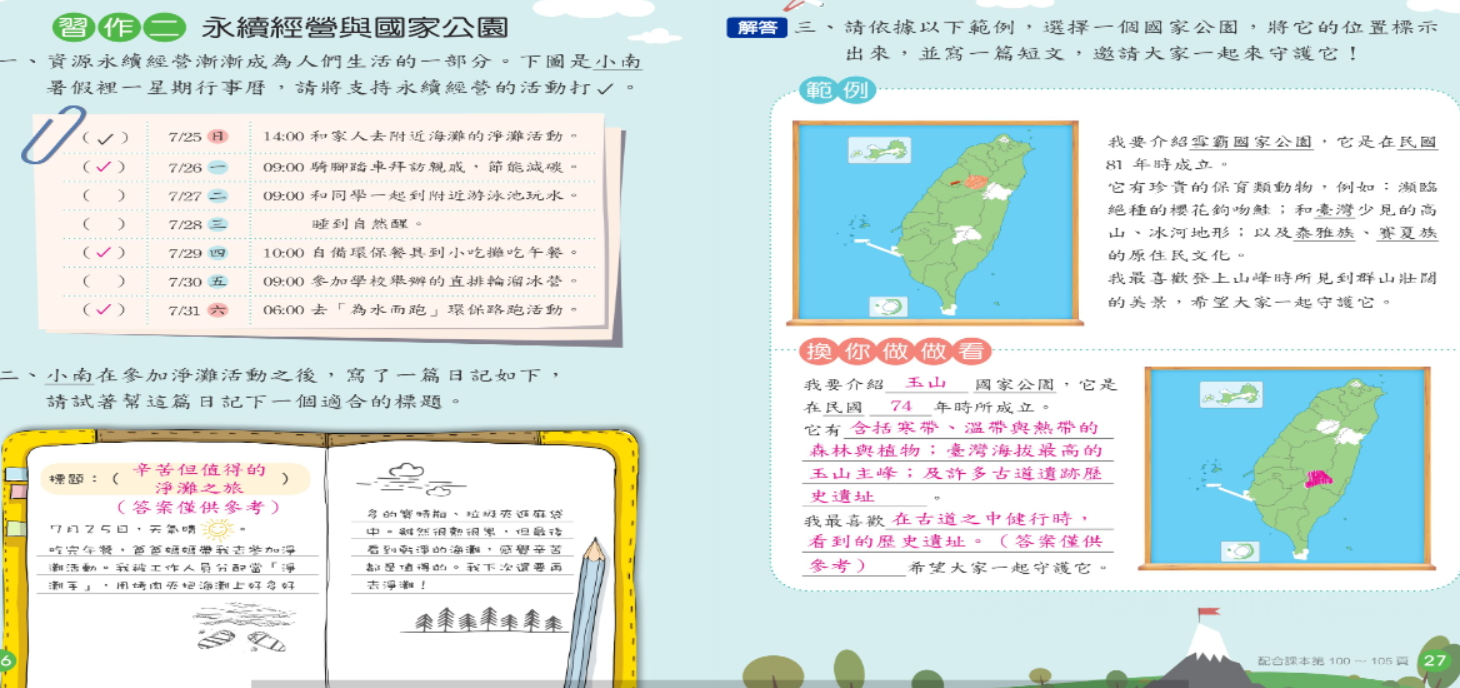 習作二 永續經營與國家公園
一、資源永續經營漸漸成為人們生活的一部分。下圖是小南
暑假裡一星期行事曆，請將支持永續經營的活動打✓。
(✓) 7/25 日 14:00 和家人去附近海灘的淨灘活動。
(✓) 7/26 一 09:00 騎腳踏車拜訪親戚，節能減碳。
( ) 7/27 二 09:00 和同學一起到附近游泳池玩水。
( ) 7/28 三 睡到自然醒。
(✓) 7/29 四 10:00 自備環保餐具到小吃攤吃午餐。
( ) 7/30 五 09:00 參加學校舉辦的直排輪溜冰營。
(✓) 7/31 六 06:00 去「為水而跑」環保路跑活動。
二、小南在參加淨灘活動之後，寫了一篇日記如下，
請試著幫這篇日記下一個適合的標題。
標題：( 辛苦但值得的
淨灘之旅 )
（答案僅供參考）
7月25日，天氣晴。
吃完午餐，爸爸媽媽帶我去參加淨
灘活動。我被工作人員分配當「淨
灘手」，用烤肉夾把海灘上好多好
多的寶特瓶、垃圾夾進麻袋
中。雖然很熱很累，但最後
看到乾淨的海灘，感覺辛苦
都是值得的。我下次還要再
去淨灘！
6
解答 三、請依據以下範例，選擇一個國家公園，將它的位置標示
出來，並寫一篇短文，邀請大家一起來守護它！
範例
我要介紹雪霸國家公園，它是在民國
81 年時成立。
它有珍貴的保育類動物，例如：瀕臨
絕種的櫻花鉤吻鮭；和臺灣少見的高
山、冰河地形；以及泰雅族、賽夏族
的原住民文化。
我最喜歡登上山峰時所見到群山壯闊
的美景，希望大家一起守護它。
換你做做看
我要介紹 玉山 國家公園，它是
在民國 74 年時所成立。
它有 含括寒帶、溫帶與熱帶的
森林與植物；臺灣海拔最高的
玉山主峰；及許多古道遺跡歷
史遺址 。
我最喜歡 在古道之中健行時，
看到的歷史遺址。（答案僅供
參考） 希望大家一起守護它。
配合課本第 100 ～ 105 頁 27